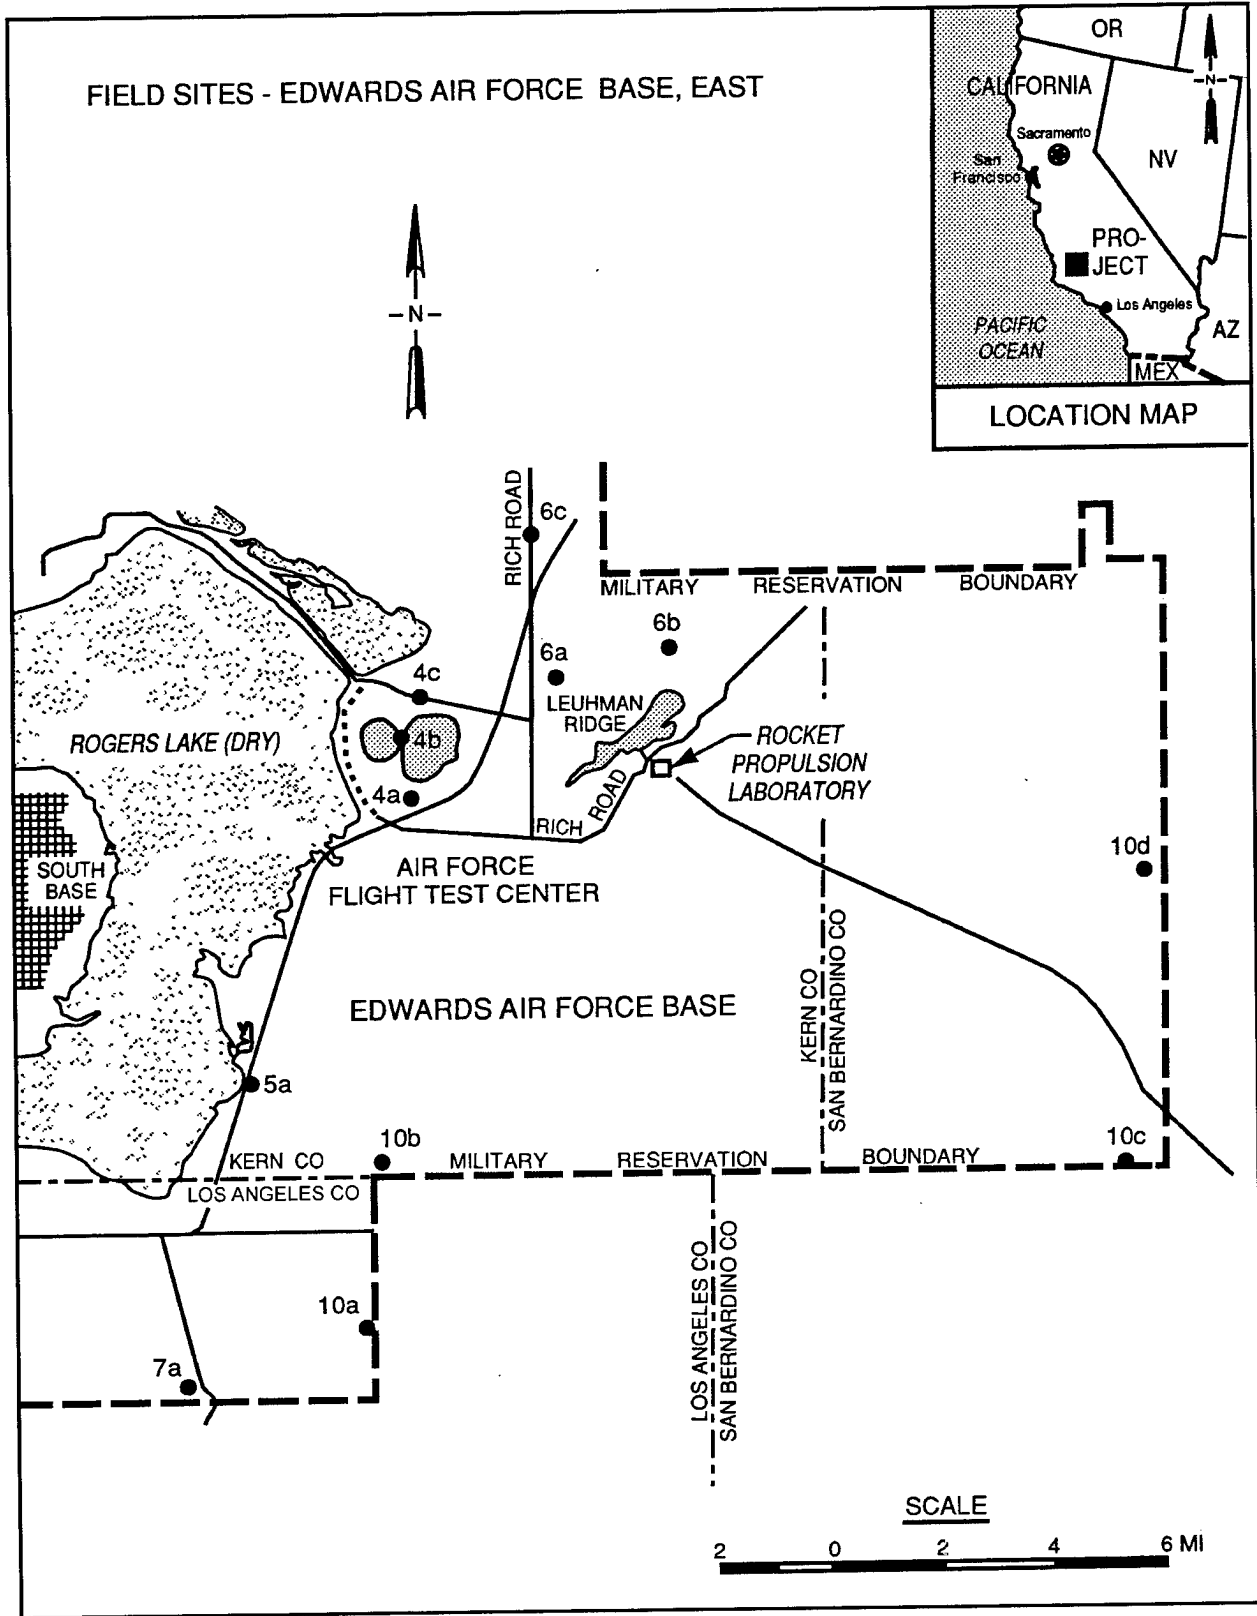 FIELD SITES - EDWARDS AIR FORCE BASE, EAST
OR
N
CALIFORNIA
Sacramento
San
Francisco
NV
PRO-
JECT
Los Angeles
PACIFIC
OCEAN
AZ
MEX
LOCATION MAP
N
RICH ROAD
6c
MILITARY RESERVATION BOUNDARY
6b
6a
4c
LEUHMAN
RIDGE
ROGERS LAKE (DRY)
4b
ROCKET
PROPULSION
LABORATORY
4a
RICH ROAD
10d
SOUTH
BASE
AIR FORCE
FLIGHT TEST CENTER
EDWARDS AIR FORCE BASE
KERN CO
SAN BERNARDINO CO
5a
10b
10c
KERN CO
MILITARY RESERVATION BOUNDARY
LOS ANGELES CO
LOS ANGELES CO
SAN BERNARDINO CO
10a
7a
SCALE
2 0 2 4 6 MI